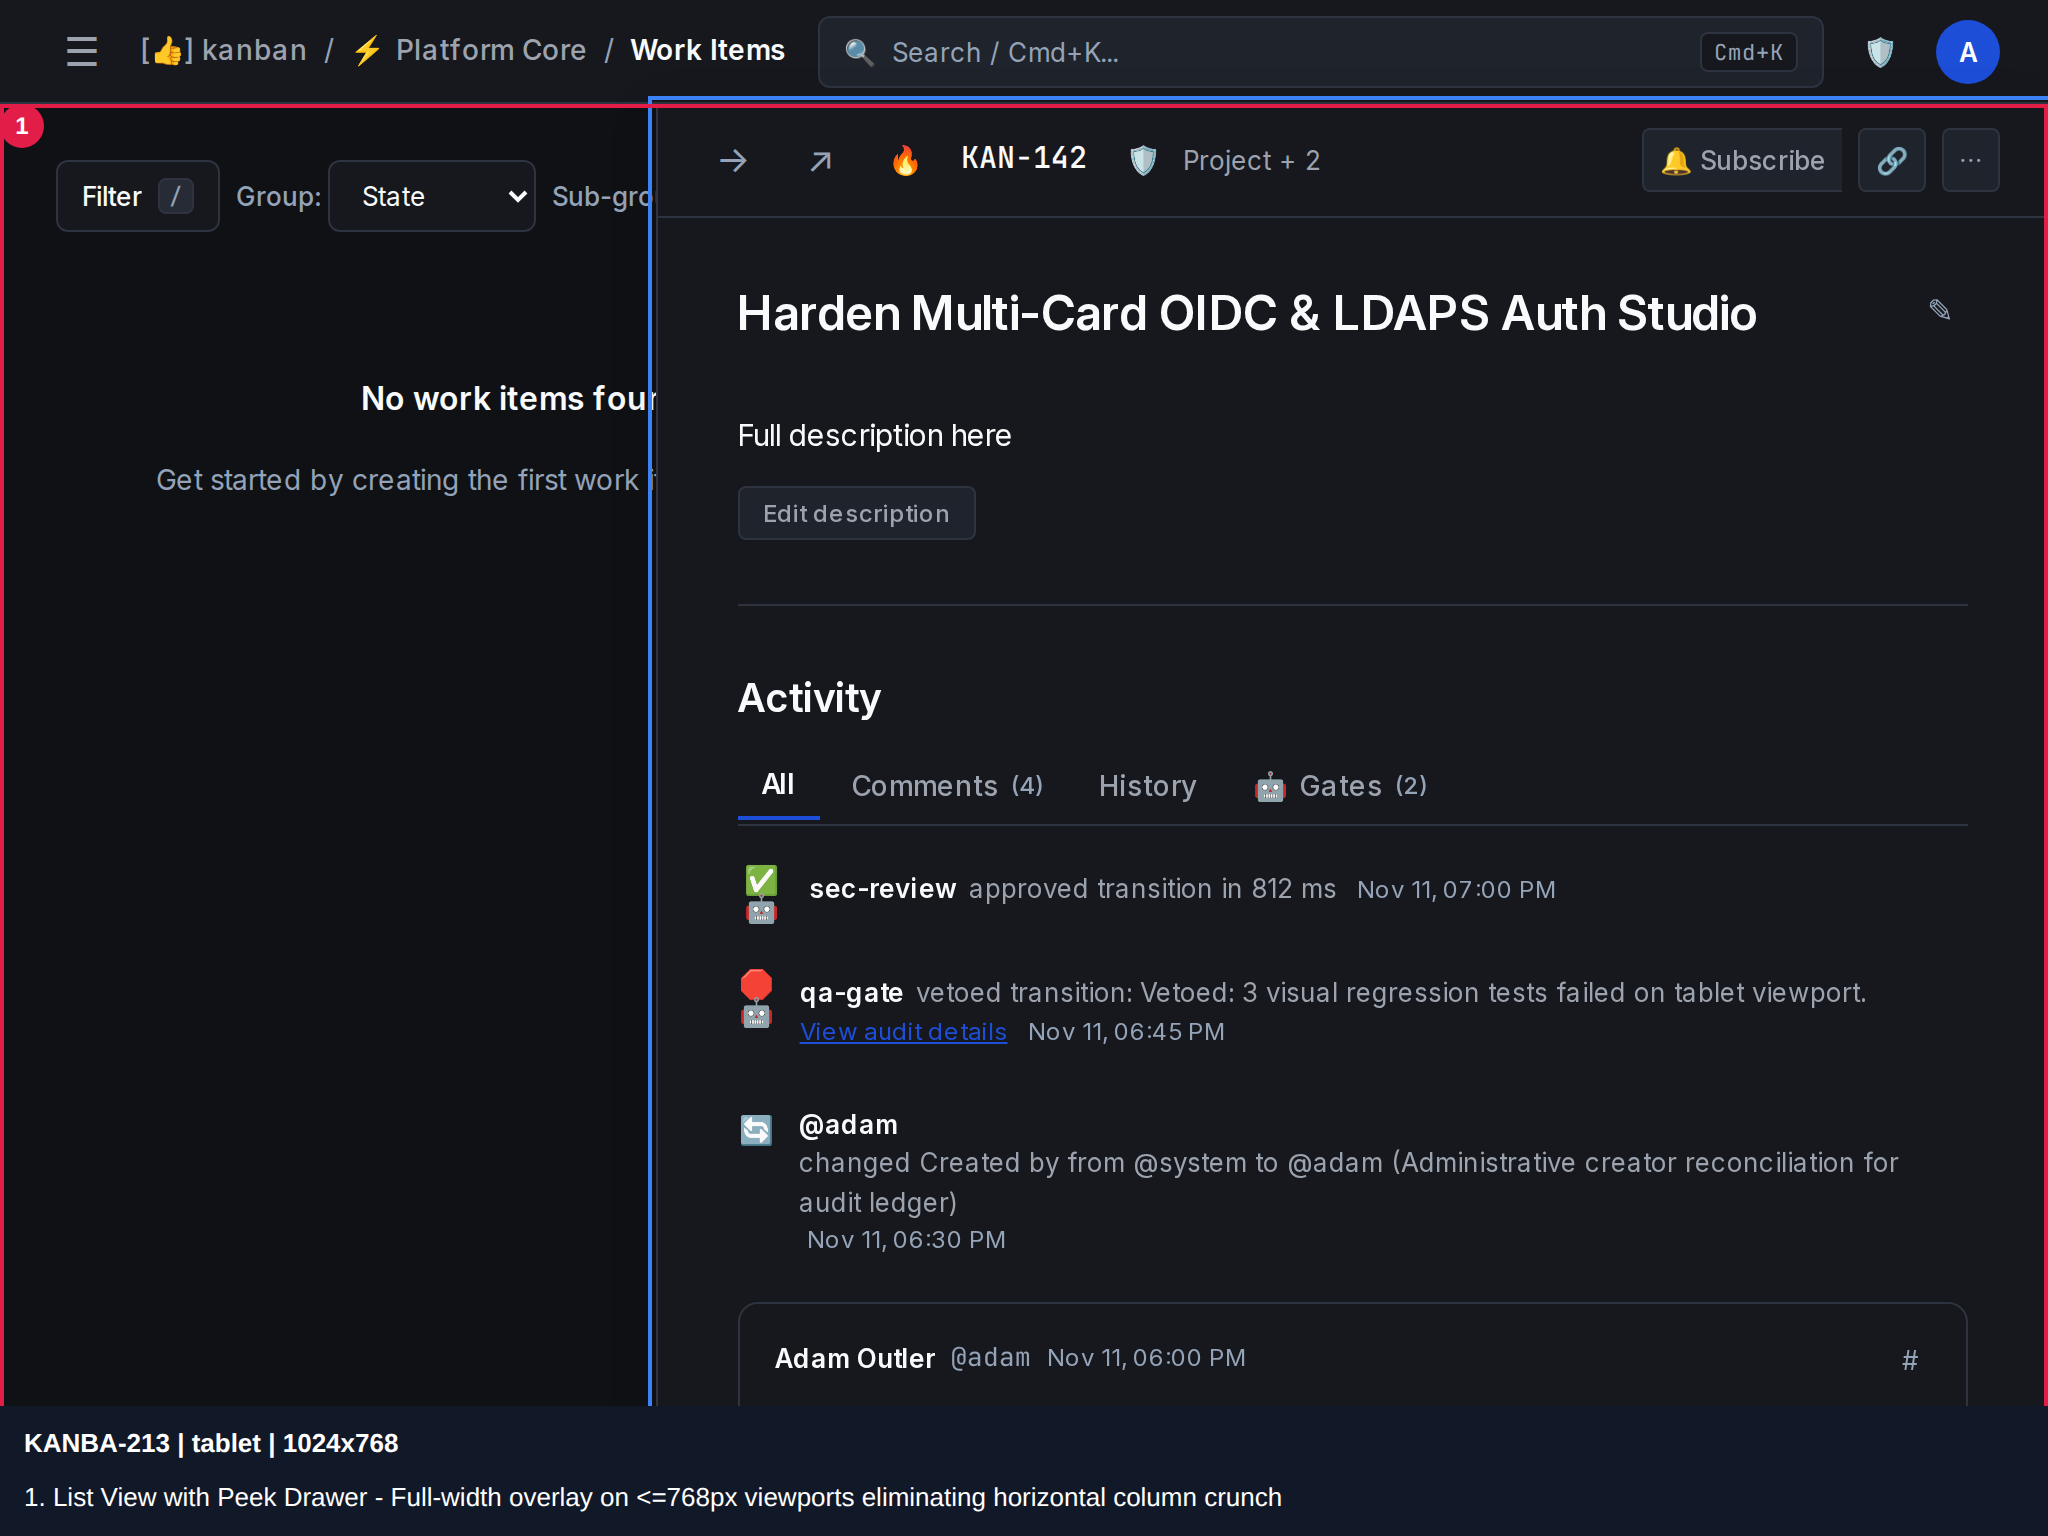 [👍] kanban / ⚡ Platform Core / Work Items
Search / Cmd+K...
Cmd+K
A
1
Filter /
Group:
State
Sub-gro
No work items four
Get started by creating the first work
KAN-142
Project + 2
Subscribe
...
Harden Multi-Card OIDC & LDAPS Auth Studio
Full description here
Edit description
Activity
All
Comments (4)
History
Gates (2)
sec-review approved transition in 812 ms Nov 11, 07:00 PM
qa-gate vetoed transition: Vetoed: 3 visual regression tests failed on tablet viewport.
View audit details Nov 11, 06:45 PM
@adam
changed Created by from @system to @adam (Administrative creator reconciliation for
audit ledger)
Nov 11, 06:30 PM
Adam Outler @adam Nov 11, 06:00 PM
#
KANBA-213 | tablet | 1024x768
1. List View with Peek Drawer - Full-width overlay on <=768px viewports eliminating horizontal column crunch